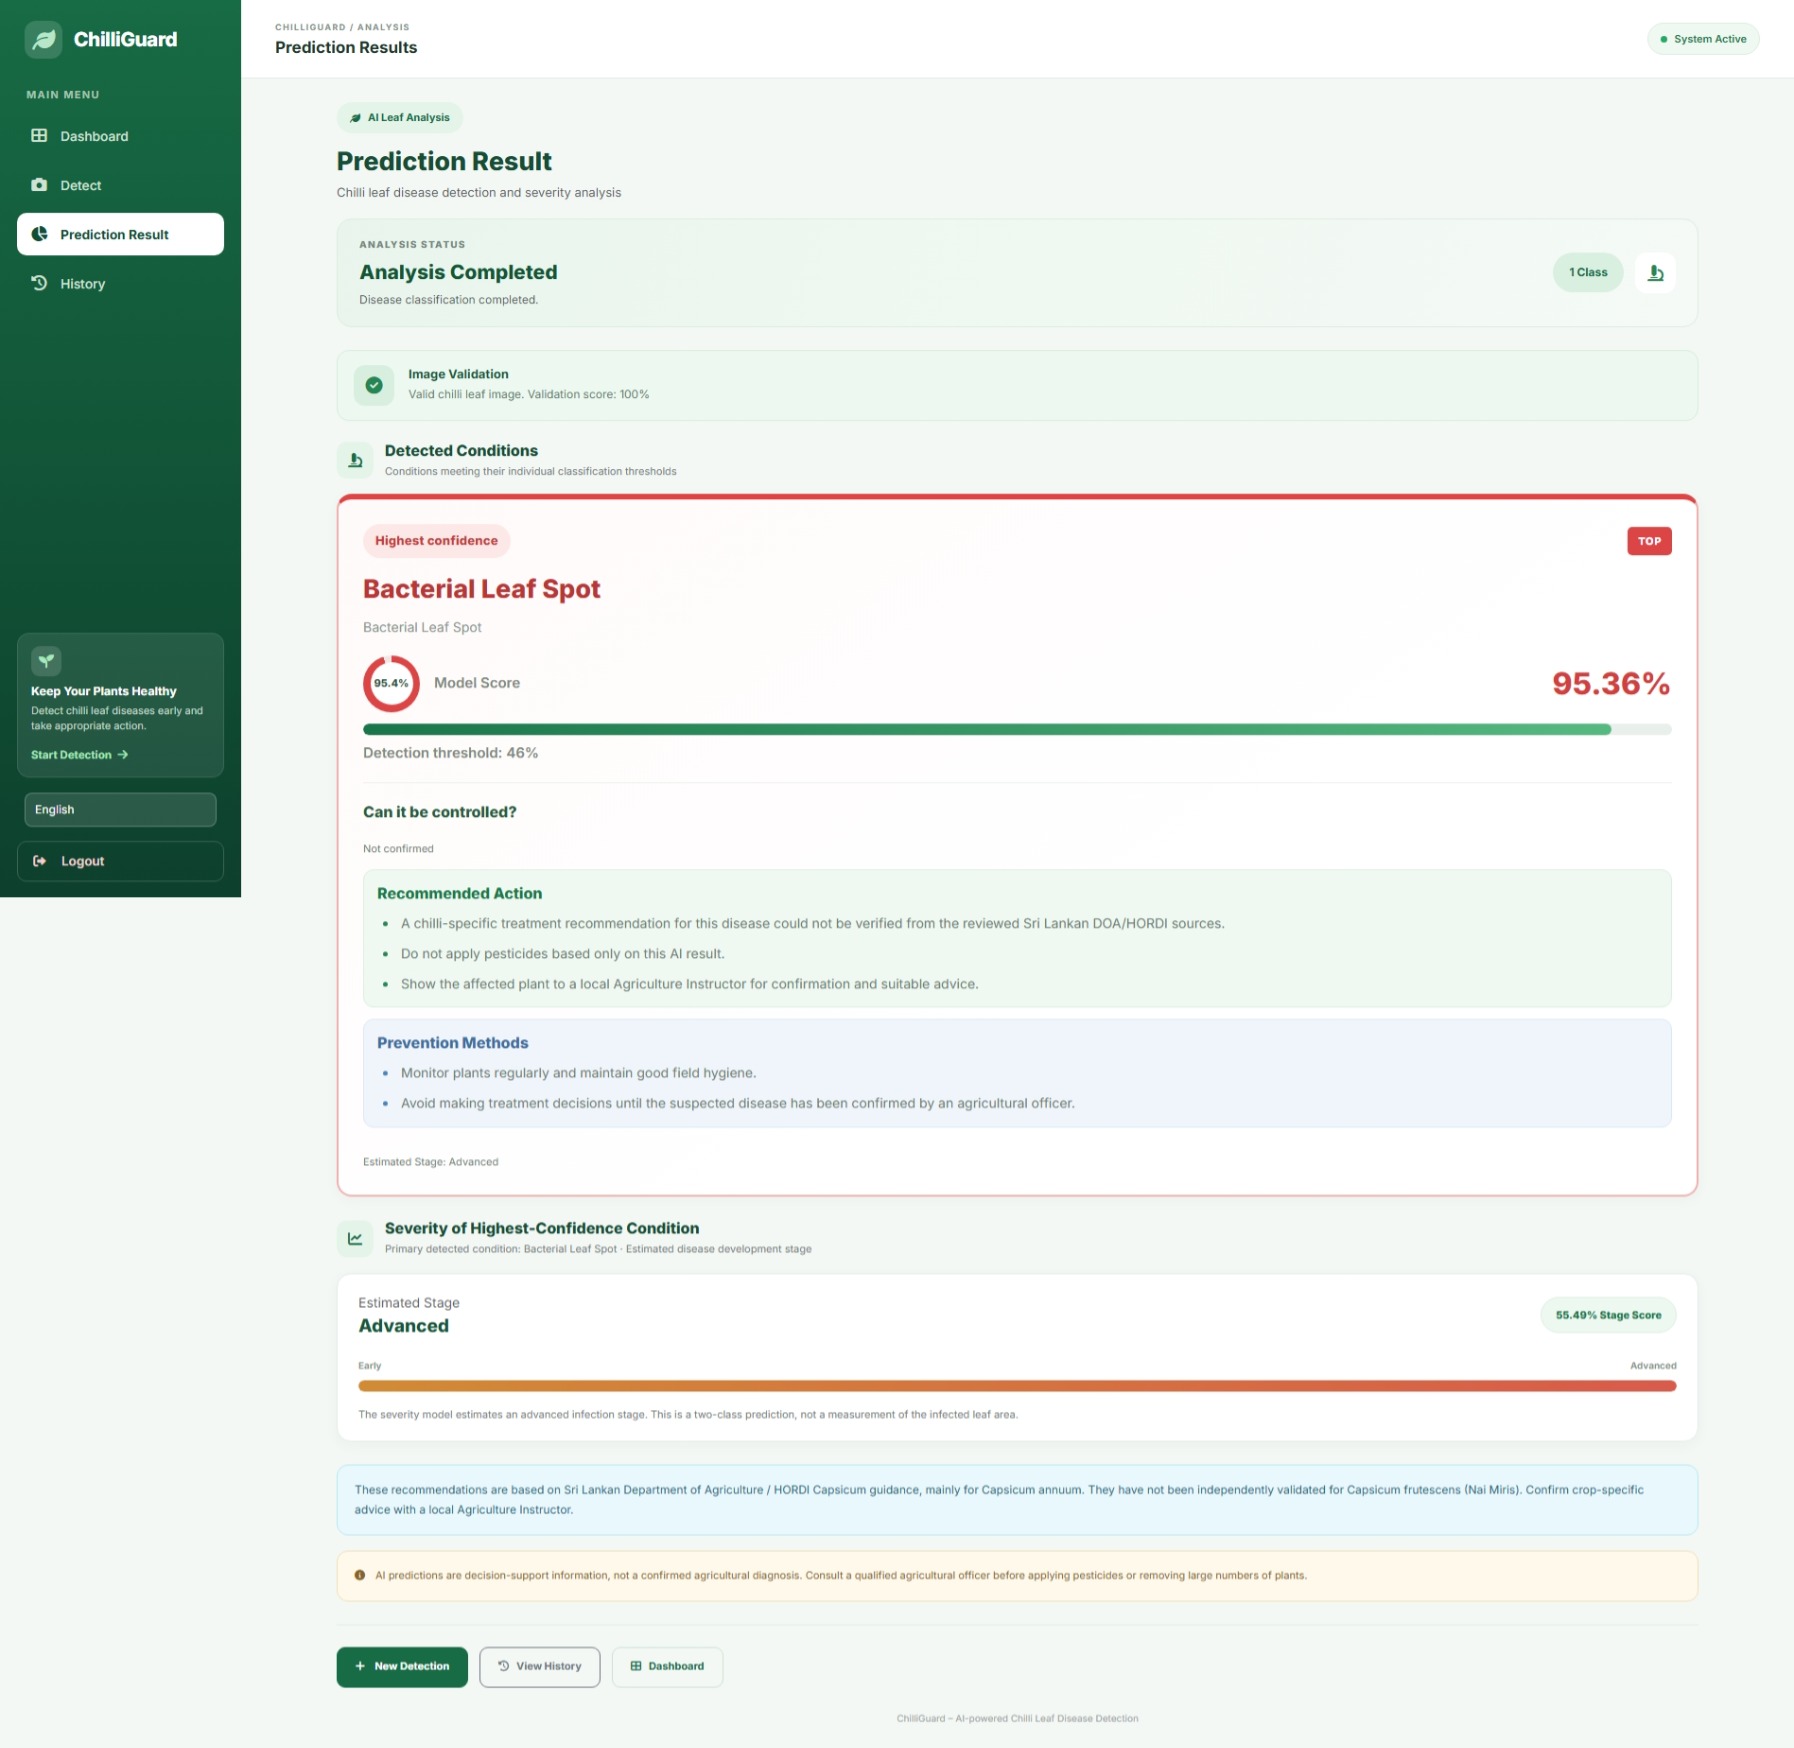 ChilliGuard
MAIN MENU
Dashboard
Detect
Prediction Result
History
Keep Your Plants Healthy
Detect chilli leaf diseases early and
take appropriate action.
Start Detection →
English
Logout
CHILLIGUARD / ANALYSIS
Prediction Results
System Active
AI Leaf Analysis
Prediction Result
Chilli leaf disease detection and severity analysis
ANALYSIS STATUS
Analysis Completed
Disease classification completed.
1 Class
Image Validation
Valid chilli leaf image. Validation score: 100%
Detected Conditions
Conditions meeting their individual classification thresholds
Highest confidence
TOP
Bacterial Leaf Spot
Bacterial Leaf Spot
95.4%
Model Score
95.36%
Detection threshold: 46%
Can it be controlled?
Not confirmed
Recommended Action
• A chilli-specific treatment recommendation for this disease could not be verified from the reviewed Sri Lankan DOA/HORDI sources.
• Do not apply pesticides based only on this AI result.
• Show the affected plant to a local Agriculture Instructor for confirmation and suitable advice.
Prevention Methods
• Monitor plants regularly and maintain good field hygiene.
• Avoid making treatment decisions until the suspected disease has been confirmed by an agricultural officer.
Estimated Stage: Advanced
Severity of Highest-Confidence Condition
Primary detected condition: Bacterial Leaf Spot · Estimated disease development stage
Estimated Stage
Advanced
55.49% Stage Score
Early
Advanced
The severity model estimates an advanced infection stage. This is a two-class prediction, not a measurement of the infected leaf area.
These recommendations are based on Sri Lankan Department of Agriculture / HORDI Capsicum guidance, mainly for Capsicum annuum. They have not been independently validated for Capsicum frutescens (Nai Miris). Confirm crop-specific
advice with a local Agriculture Instructor.
AI predictions are decision-support information, not a confirmed agricultural diagnosis. Consult a qualified agricultural officer before applying pesticides or removing large numbers of plants.
+ New Detection
View History
Dashboard
ChilliGuard – AI-powered Chilli Leaf Disease Detection